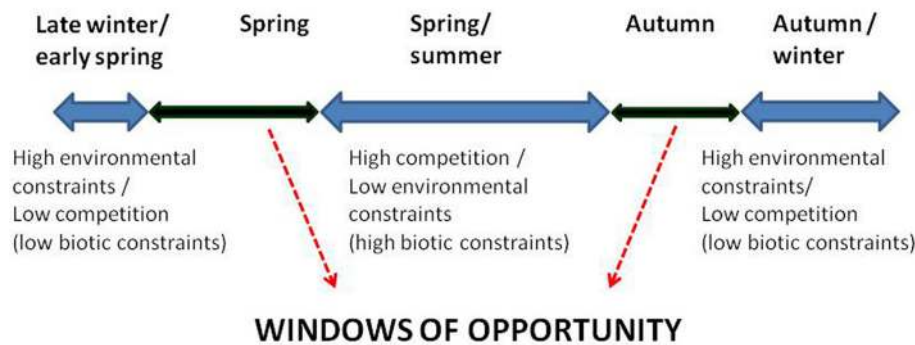 Late winter/
early spring
Spring
Spring/
summer
Autumn
Autumn /
winter
High environmental
constraints /
Low competition
(low biotic constraints)
High competition /
Low environmental
constraints
(high biotic constraints)
High environmental
constraints/
Low competition
(low biotic constraints)
WINDOWS OF OPPORTUNITY